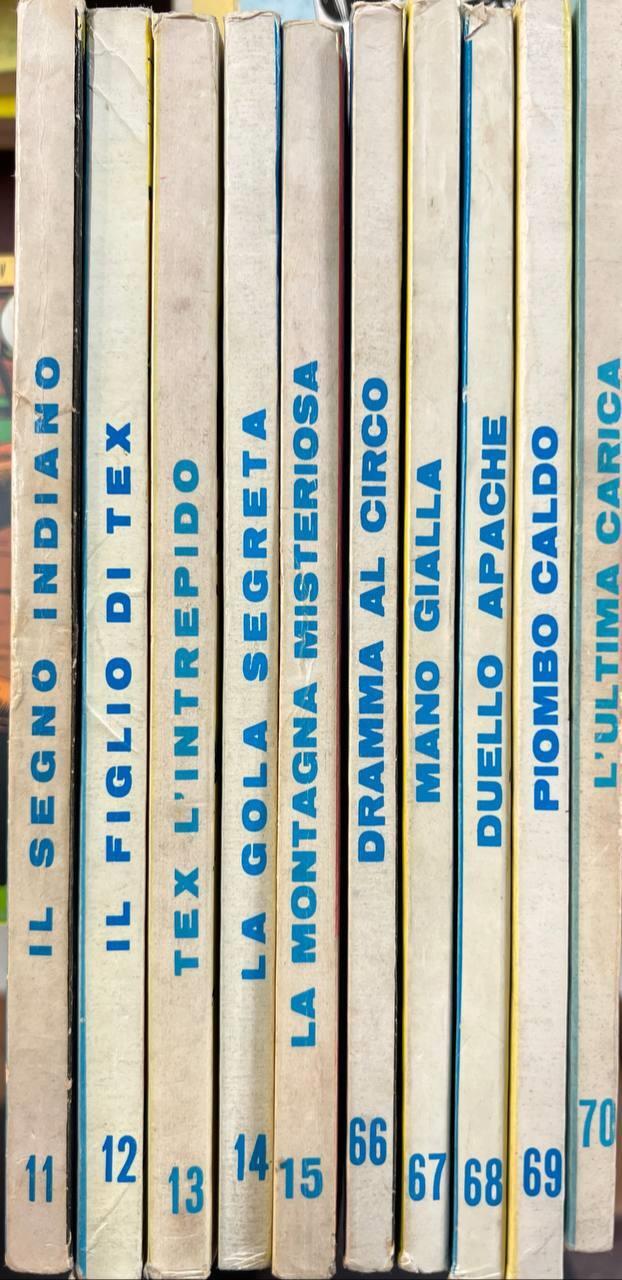 IL SEGNO INDIANO
11
IL FIGLIO DI TEX
12
TEX L'INTREPIDO
13
LA GOLA SEGRETA
14
LA MONTAGNA MISTERIOSA
15
DRAMMA AL CIRCO
66
MANO GIALLA
67
DUELLO APACHE
68
PIOMBO CALDO
69
L'ULTIMA CARICA
70